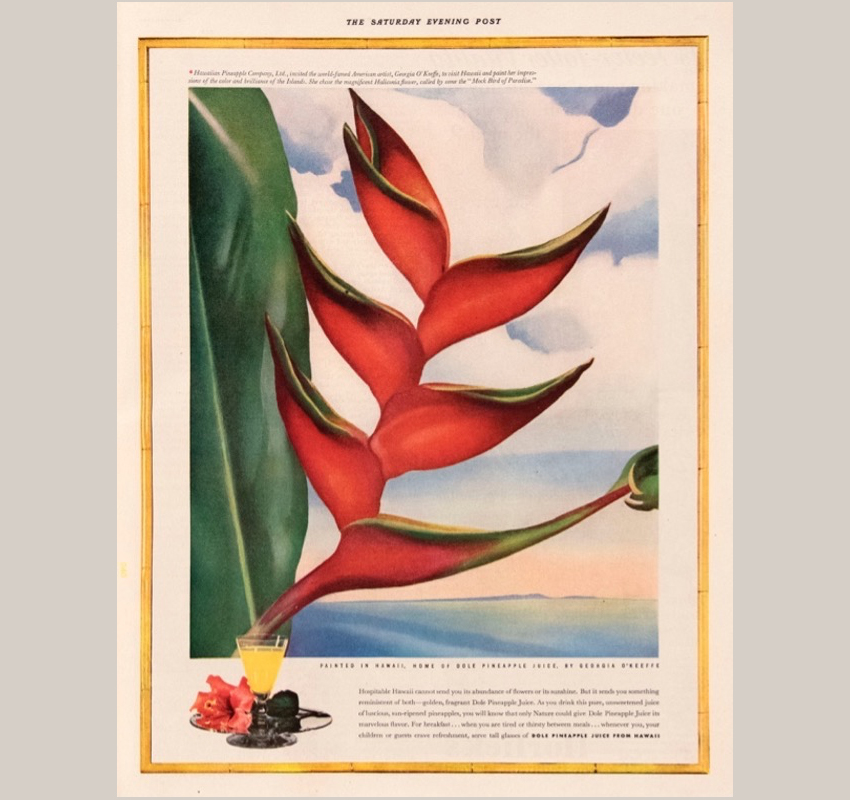 THE SATURDAY EVENING POST
* Hawaiian Pineapple Company, Ltd., invited the world-famed American artist, Georgia O'Keeffe, to visit Hawaii and paint her impres-
sions of the color and brilliance of the Islands. She chose the magnificent Heliconia flower, called by some the "Mock Bird of Paradise."
PAINTED IN HAWAII, HOME OF DOLE PINEAPPLE JUICE, BY GEORGIA O'KEEFFE
Hospitable Hawaii cannot send you its abundance of flowers or its sunshine. But it sends you something
reminiscent of both—golden, fragrant Dole Pineapple Juice. As you drink this pure, unsweetened juice
of luscious, sun-ripened pineapples, you will know that only Nature could give Dole Pineapple Juice its
marvelous flavor. For breakfast . . . when you are tired or thirsty between meals . . . whenever you, your
children or guests crave refreshment, serve tall glasses of DOLE PINEAPPLE JUICE FROM HAWAII